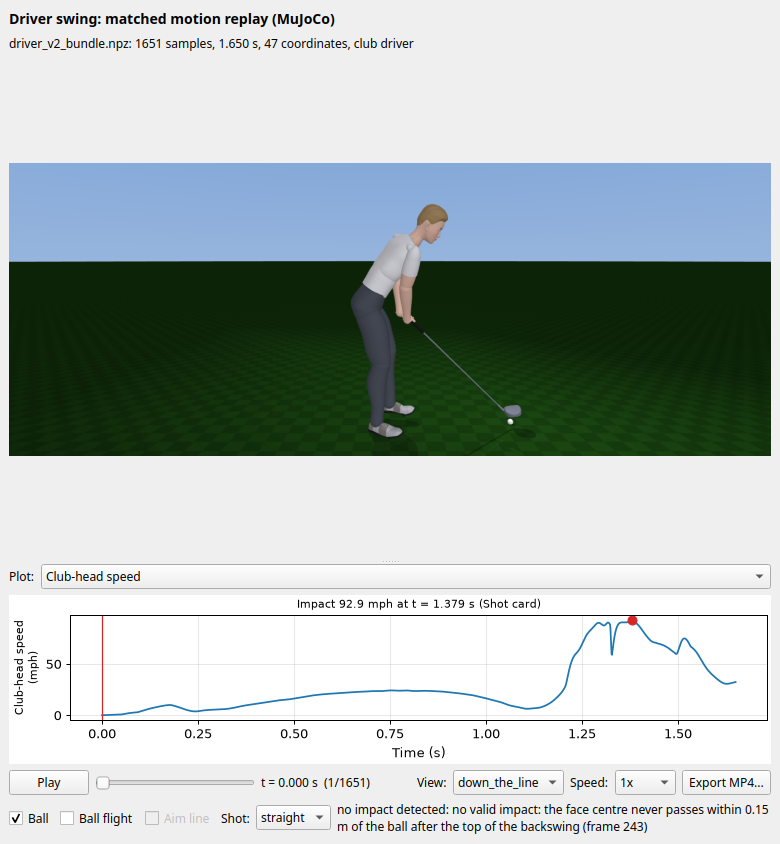 Driver swing: matched motion replay (MuJoCo)
driver_v2_bundle.npz: 1651 samples, 1.650 s, 47 coordinates, club driver
Plot: Club-head speed
Impact 92.9 mph at t = 1.379 s (Shot card)
Club-head speed
(mph)
50
0
0.00 0.25 0.50 0.75 1.00 1.25 1.50
Time (s)
Play t = 0.000 s (1/1651) View: down_the_line Speed: 1x Export MP4...
Ball Ball flight Aim line Shot: straight no impact detected: no valid impact: the face centre never passes within 0.15
m of the ball after the top of the backswing (frame 243)